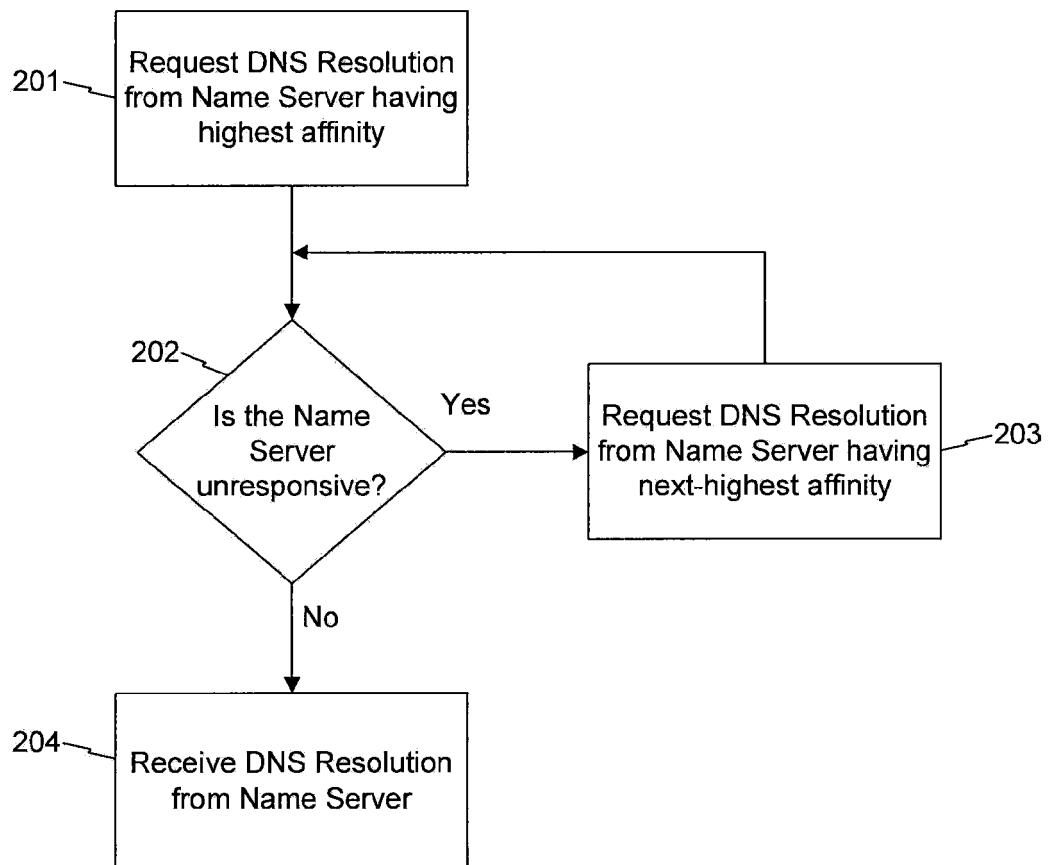 201
Request DNS Resolution
from Name Server having
highest affinity
202
Is the Name
Server
unresponsive?
Yes
Request DNS Resolution
from Name Server having
next-highest affinity
203
No
204
Receive DNS Resolution
from Name Server